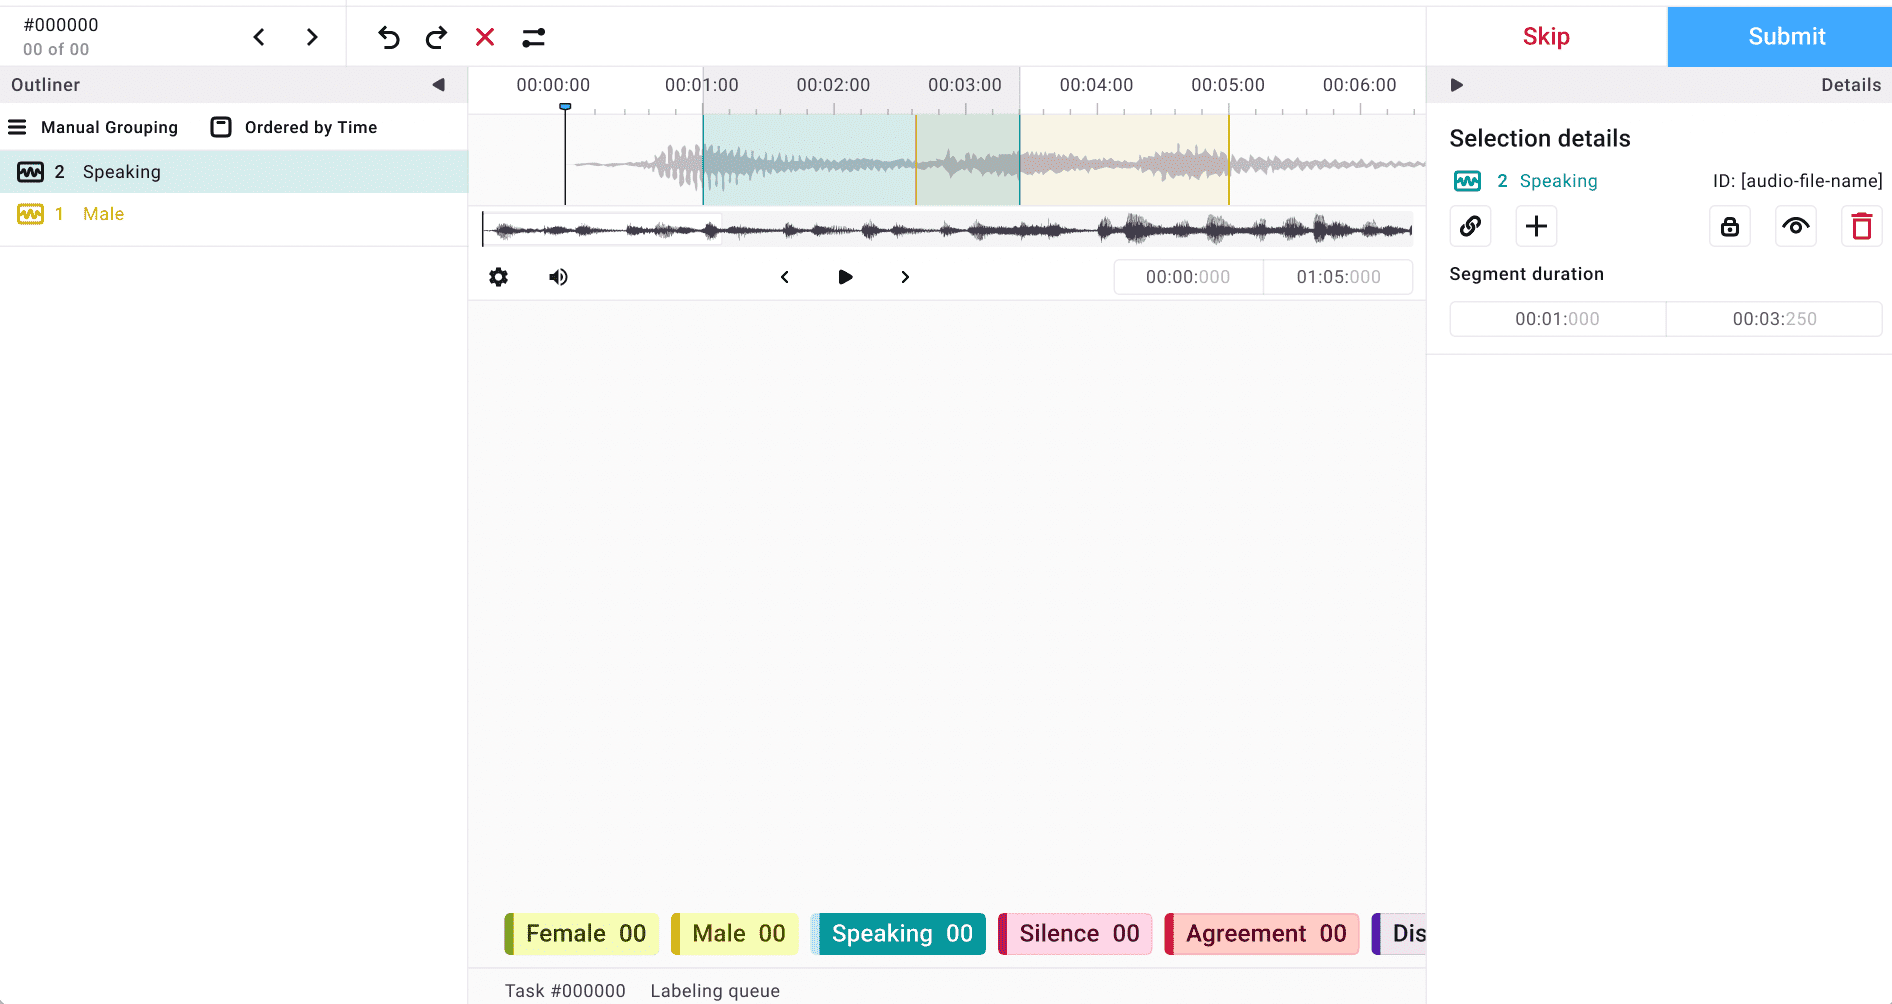 #000000
00 of 00
Skip
Submit
Outliner
00:00:00 00:01:00 00:02:00 00:03:00 00:04:00 00:05:00 00:06:00
Details
Manual Grouping Ordered by Time
2 Speaking
1 Male
Selection details
2 Speaking ID: [audio-file-name]
Segment duration
00:01:000 00:03:250
00:00:000 01:05:000
Female 00 Male 00 Speaking 00 Silence 00 Agreement 00 Dis
Task #000000 Labeling queue